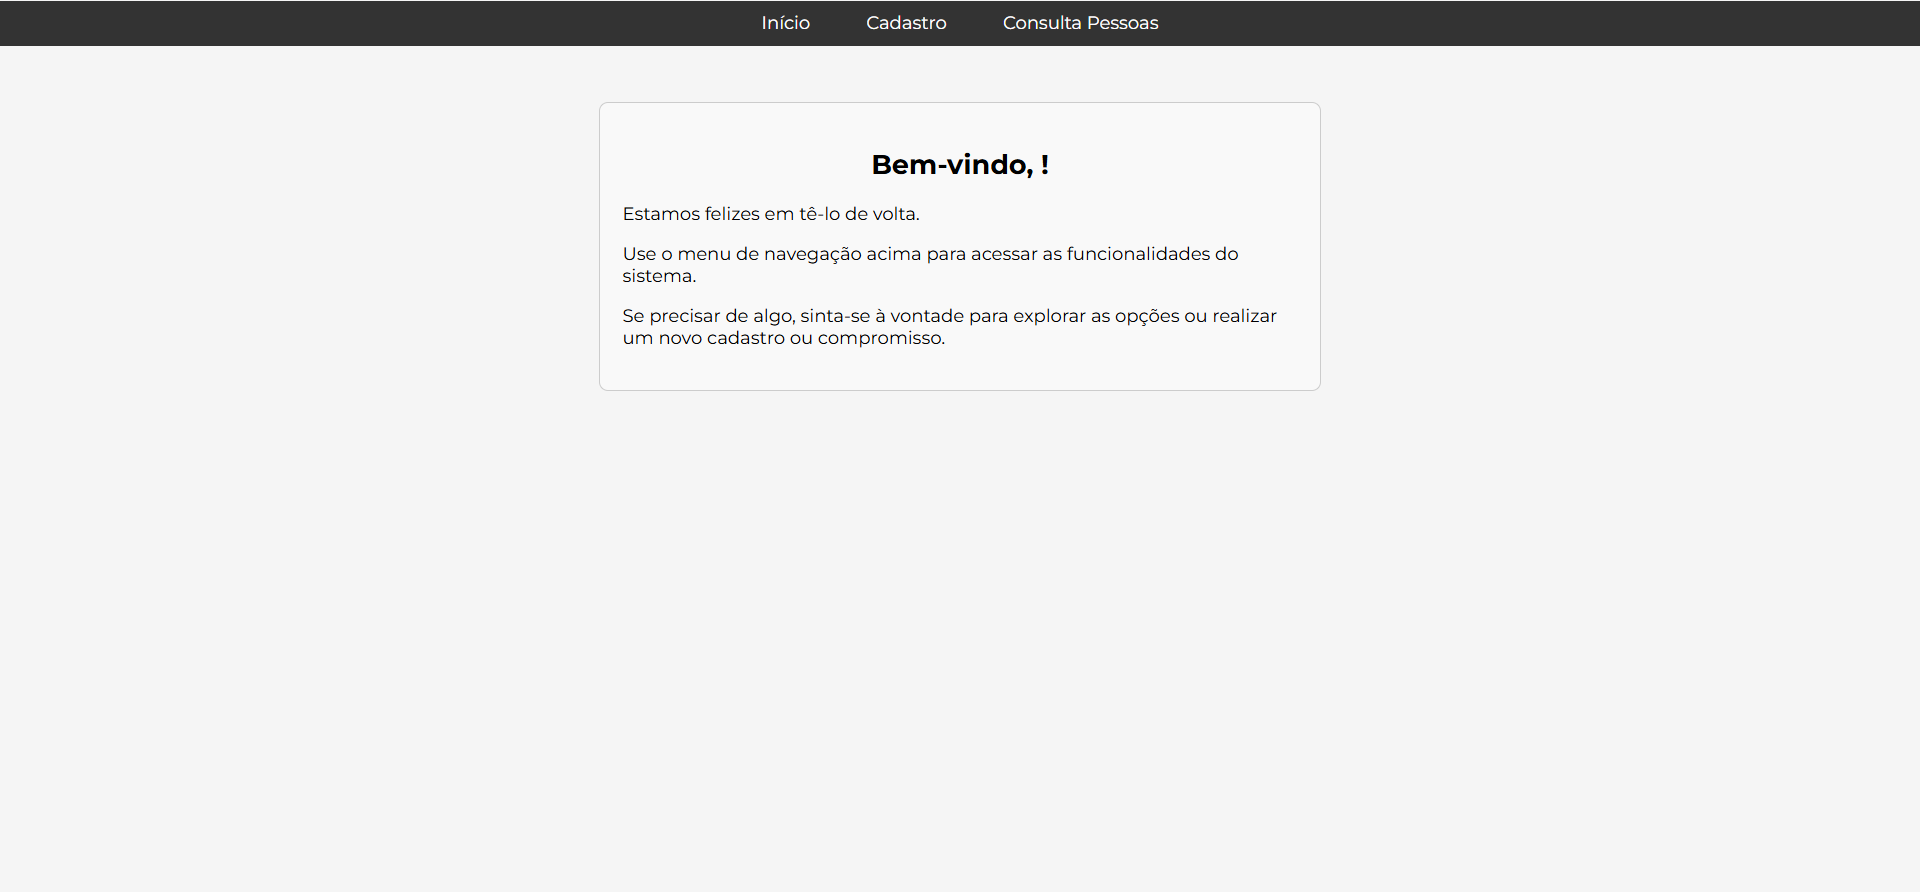 Início Cadastro Consulta Pessoas
Bem-vindo, !
Estamos felizes em tê-lo de volta.
Use o menu de navegação acima para acessar as funcionalidades do
sistema.
Se precisar de algo, sinta-se à vontade para explorar as opções ou realizar
um novo cadastro ou compromisso.